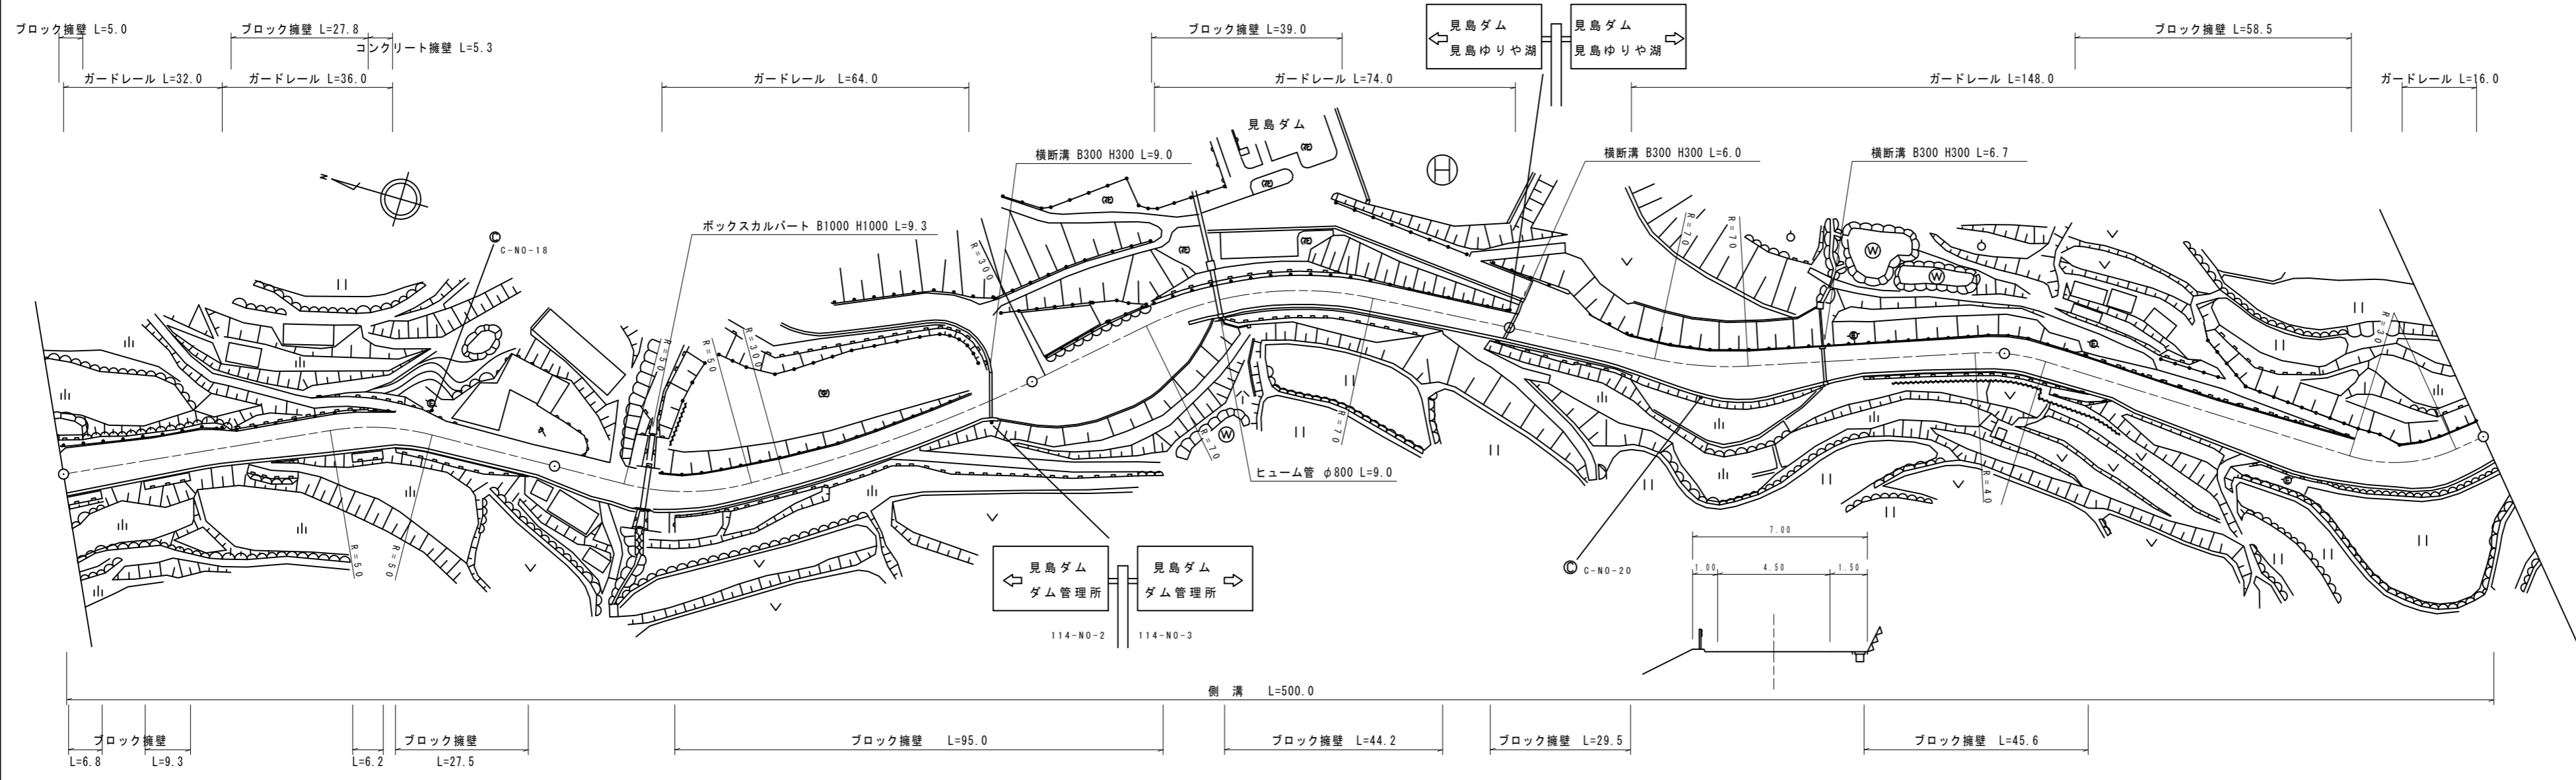 ブロック擁壁 L=5.0
ブロック擁壁 L=27.8
コンクリート擁壁 L=5.3
ブロック擁壁 L=39.0
見島ダム
見島ゆりや湖
見島ダム
見島ゆりや湖
ブロック擁壁 L=58.5
ガードレール L=32.0
ガードレール L=36.0
ガードレール L=64.0
ガードレール L=74.0
ガードレール L=148.0
ガードレール L=16.0
見島ダム
H
横断溝 B300 H300 L=9.0
横断溝 B300 H300 L=6.0
横断溝 B300 H300 L=6.7
N
C
C-NO-18
ボックスカルバート B1000 H1000 L=9.3
R=300
R=70
R=70
W
W
R=50
R=50
R=300
R=30
R=70
R=70
W
R=40
R=50
R=50
ヒューム管 φ800 L=9.0
C
C-NO-20
見島ダム
ダム管理所
見島ダム
ダム管理所
114-NO-2
114-NO-3
7.00
1.00
4.50
1.50
側 溝 L=500.0
ブロック擁壁
L=6.8
L=9.3
L=6.2
ブロック擁壁
L=27.5
ブロック擁壁 L=95.0
ブロック擁壁 L=44.2
ブロック擁壁 L=29.5
ブロック擁壁 L=45.6